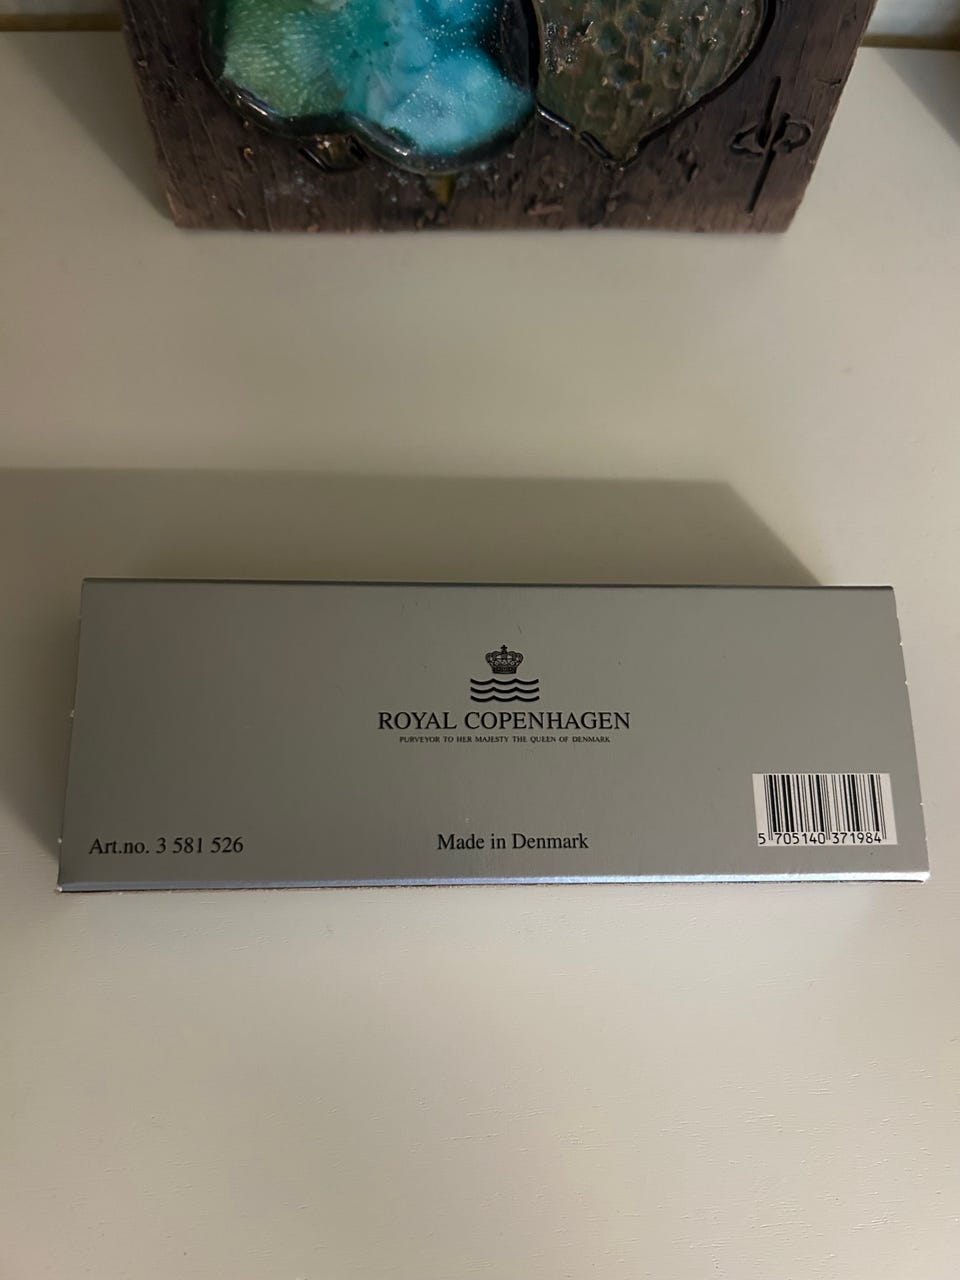 ROYAL COPENHAGEN
PURVEYOR TO HER MAJESTY THE QUEEN OF DENMARK
Art.no. 3 581 526
Made in Denmark
5 705140 371984